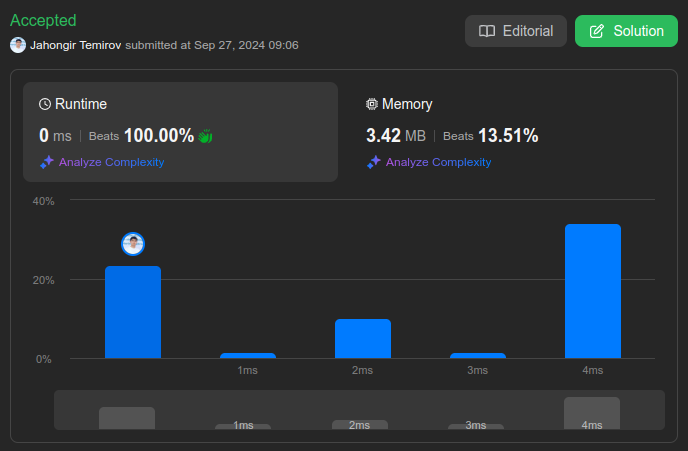 Accepted
Jahongir Temirov submitted at Sep 27, 2024 09:06
Editorial
Solution
Runtime
0 ms | Beats 100.00%
Analyze Complexity
Memory
3.42 MB | Beats 13.51%
Analyze Complexity
40%
20%
0%
1ms 2ms 3ms 4ms
1ms 2ms 3ms 4ms